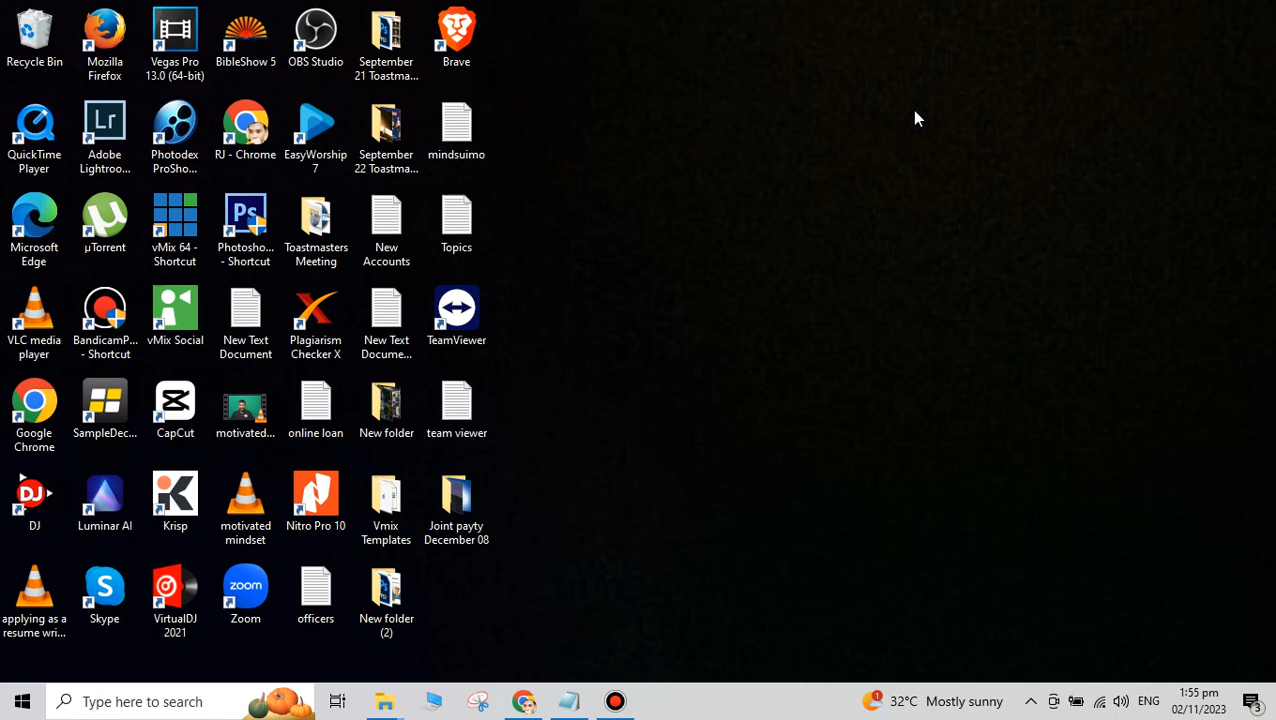 Recycle Bin
Mozilla
Firefox
Vegas Pro
13.0 (64-bit)
BibleShow 5
OBS Studio
September
21 Toastma...
Brave
QuickTime
Player
Adobe
Lightroo...
Photodex
ProSho...
RJ - Chrome
EasyWorship
7
September
22 Toastma...
mindsuimo
Microsoft
Edge
µTorrent
vMix 64 -
Shortcut
Photosho...
- Shortcut
Toastmasters
Meeting
New
Accounts
Topics
VLC media
player
BandicamP...
- Shortcut
vMix Social
New Text
Document
Plagiarism
Checker X
New Text
Docume...
TeamViewer
Google
Chrome
SampleDec...
CapCut
motivated...
online loan
New folder
team viewer
DJ
Luminar AI
Krisp
motivated
mindset
Nitro Pro 10
Vmix
Templates
Joint payty
December 08
applying as a
resume wri...
Skype
VirtualDJ
2021
Zoom
officers
New folder
(2)
Lr
Ps
DJ
zoom
Type here to search
1
32°C Mostly sunny
ENG
1:55 pm
02/11/2023
3